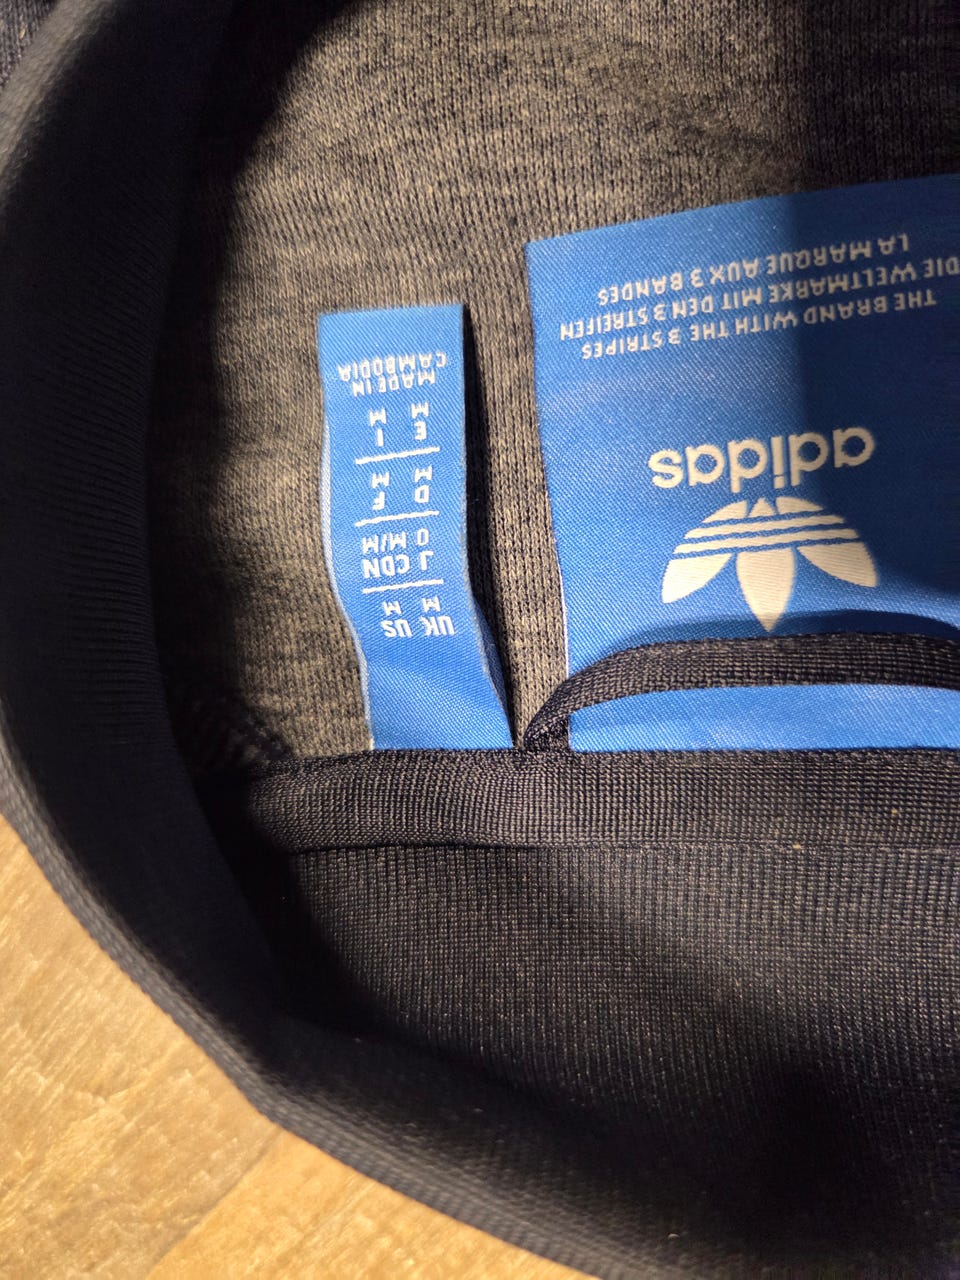 adidas
THE BRAND WITH THE 3 STRIPES
DIE WELTMARKE MIT DEN 3 STREIFEN
LA MARQUE AUX 3 BANDES
UK US
M M
J CDN
O M/M
D F
M M
E I
M M
MADE IN
CAMBODIA